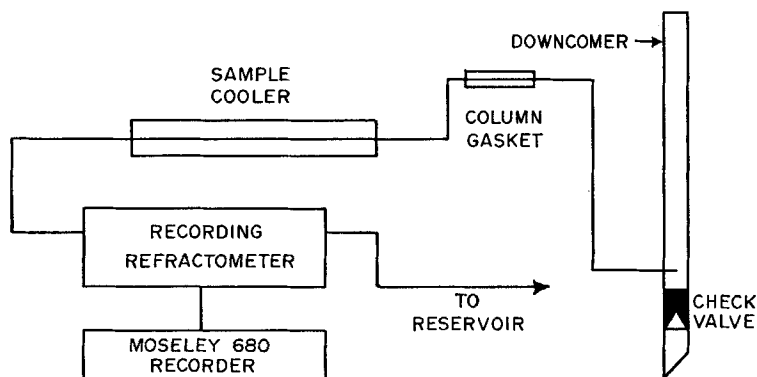 DOWNCOMER
SAMPLE
COOLER
COLUMN
GASKET
RECORDING
REFRACTOMETER
TO
RESERVOIR
CHECK
VALVE
MOSELEY 680
RECORDER